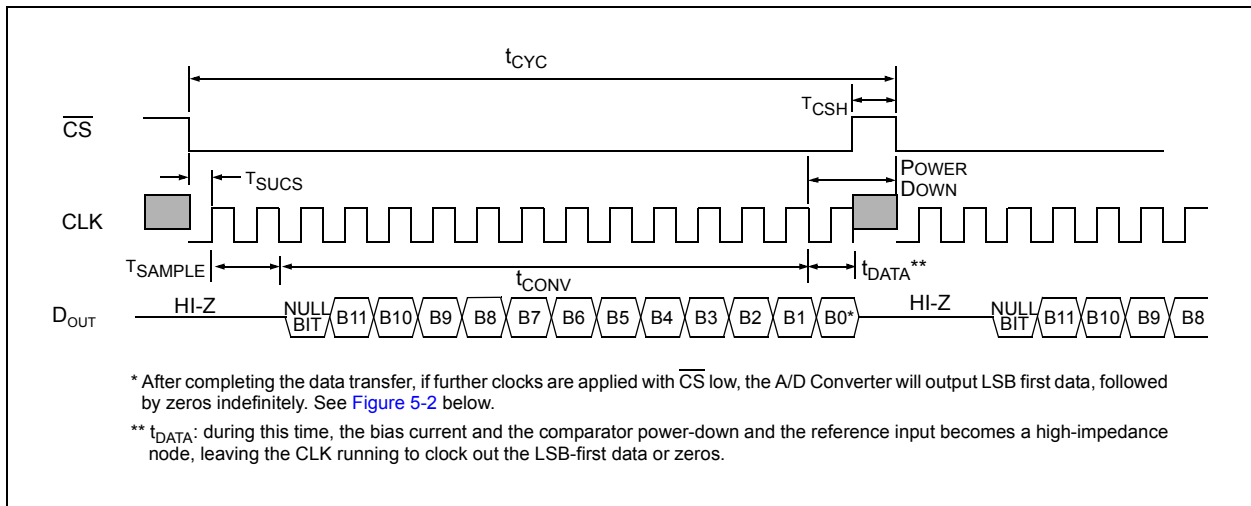 tCYC
TCSH
CS
POWER
DOWN
TSUCS
CLK
TSAMPLE
tCONV
tDATA**
DOUT
HI-Z
NULL
BIT
B11
B10
B9
B8
B7
B6
B5
B4
B3
B2
B1
B0*
HI-Z
NULL
BIT
B11
B10
B9
B8
* After completing the data transfer, if further clocks are applied with CS low, the A/D Converter will output LSB first data, followed
by zeros indefinitely. See Figure 5-2 below.
** tDATA: during this time, the bias current and the comparator power-down and the reference input becomes a high-impedance
node, leaving the CLK running to clock out the LSB-first data or zeros.